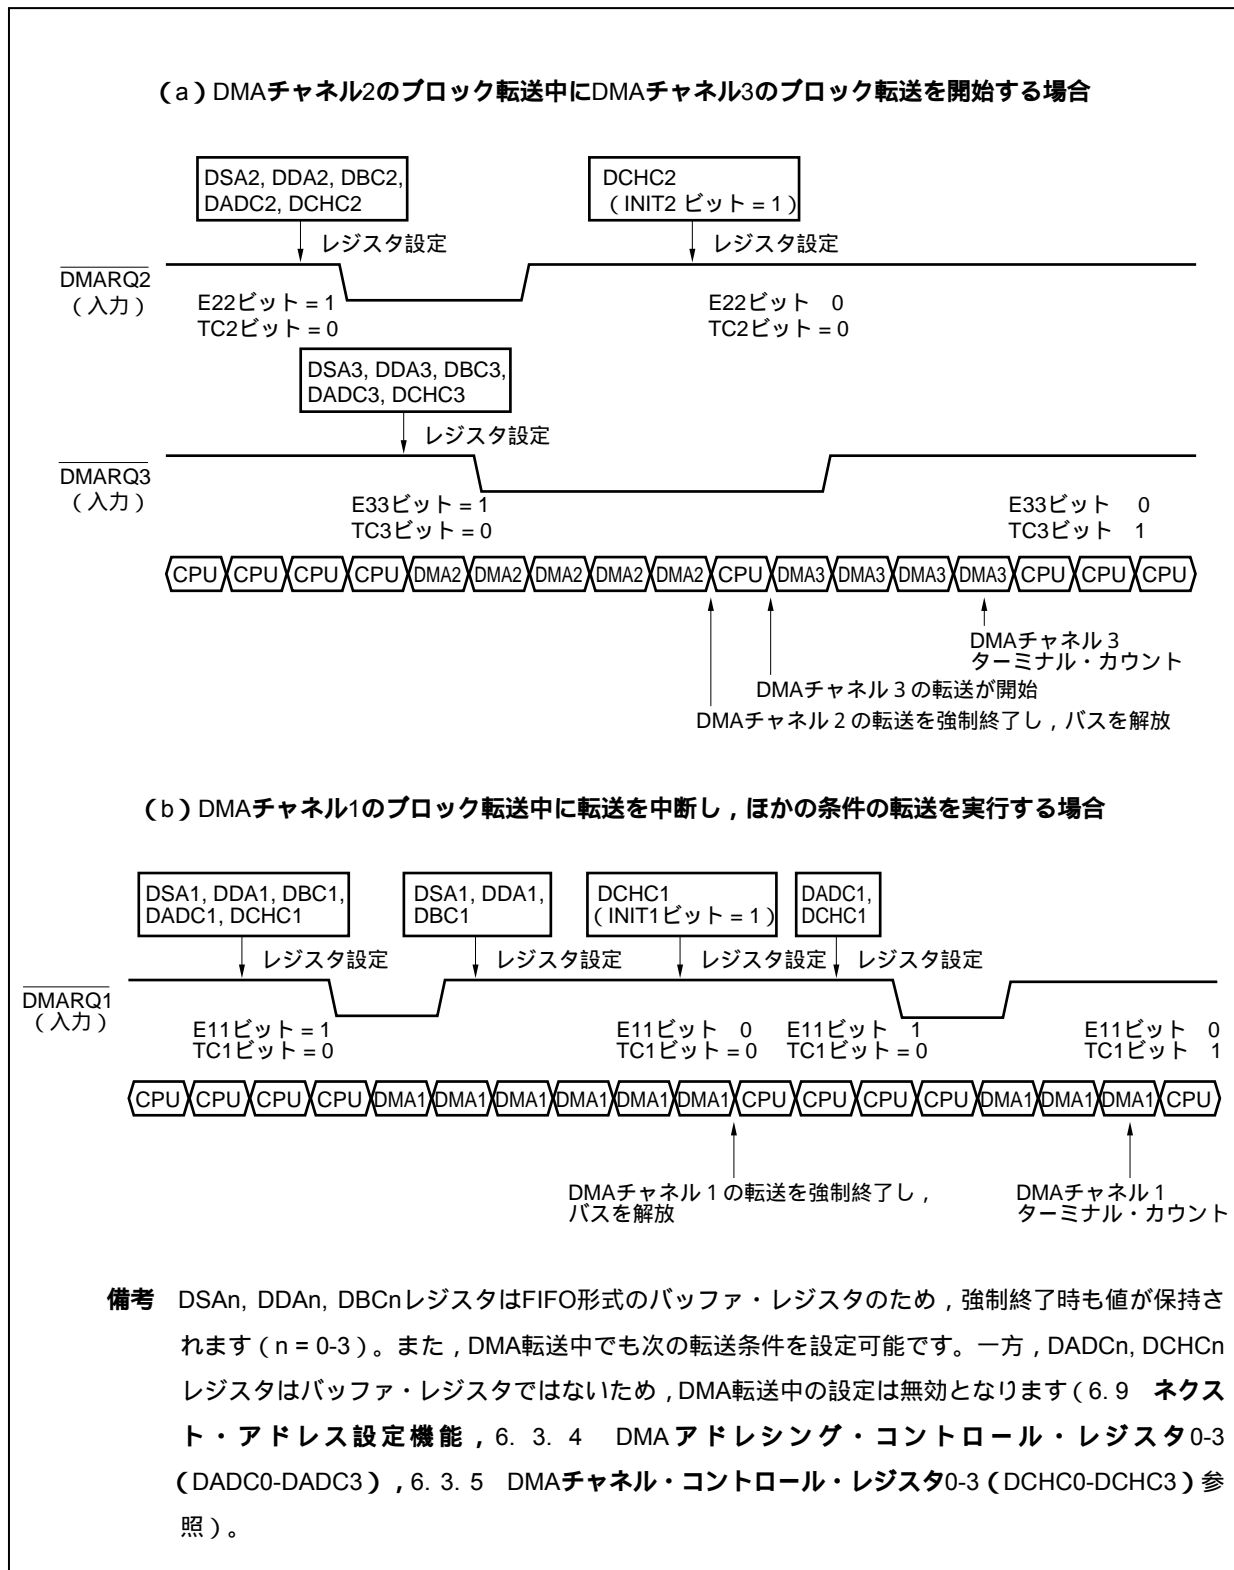 (a)DMAチャネル2のブロック転送中にDMAチャネル3のブロック転送を開始する場合
DSA2, DDA2, DBC2,
DADC2, DCHC2
DCHC2
(INIT2 ビット = 1)
レジスタ設定
レジスタ設定
DMARQ2
(入力)
E22ビット = 1
TC2ビット = 0
E22ビット 0
TC2ビット = 0
DSA3, DDA3, DBC3,
DADC3, DCHC3
レジスタ設定
DMARQ3
(入力)
E33ビット = 1
TC3ビット = 0
E33ビット 0
TC3ビット 1
CPU CPU CPU CPU DMA2 DMA2 DMA2 DMA2 DMA2 CPU DMA3 DMA3 DMA3 DMA3 CPU CPU CPU
DMAチャネル3
ターミナル・カウント
DMAチャネル3の転送が開始
DMAチャネル2の転送を強制終了し,バスを解放
(b)DMAチャネル1のブロック転送中に転送を中断し,ほかの条件の転送を実行する場合
DSA1, DDA1, DBC1,
DADC1, DCHC1
DSA1, DDA1,
DBC1
DCHC1
(INIT1ビット = 1)
DADC1,
DCHC1
レジスタ設定
レジスタ設定
レジスタ設定
レジスタ設定
DMARQ1
(入力)
E11ビット = 1
TC1ビット = 0
E11ビット 0
TC1ビット = 0
E11ビット 1
TC1ビット = 0
E11ビット 0
TC1ビット 1
CPU CPU CPU CPU DMA1 DMA1 DMA1 DMA1 DMA1 DMA1 CPU CPU CPU CPU DMA1 DMA1 DMA1 CPU
DMAチャネル1の転送を強制終了し,
バスを解放
DMAチャネル1
ターミナル・カウント
備考 DSAn, DDAn, DBCnレジスタはFIFO形式のバッファ・レジスタのため,強制終了時も値が保持さ
れます(n = 0-3)。また,DMA転送中でも次の転送条件を設定可能です。一方,DADCn, DCHCn
レジスタはバッファ・レジスタではないため,DMA転送中の設定は無効となります(6. 9 ネクス
ト・アドレス設定機能,6. 3. 4 DMAアドレシング・コントロール・レジスタ0-3
(DADC0-DADC3),6. 3. 5 DMAチャネル・コントロール・レジスタ0-3(DCHC0-DCHC3)参
照)。